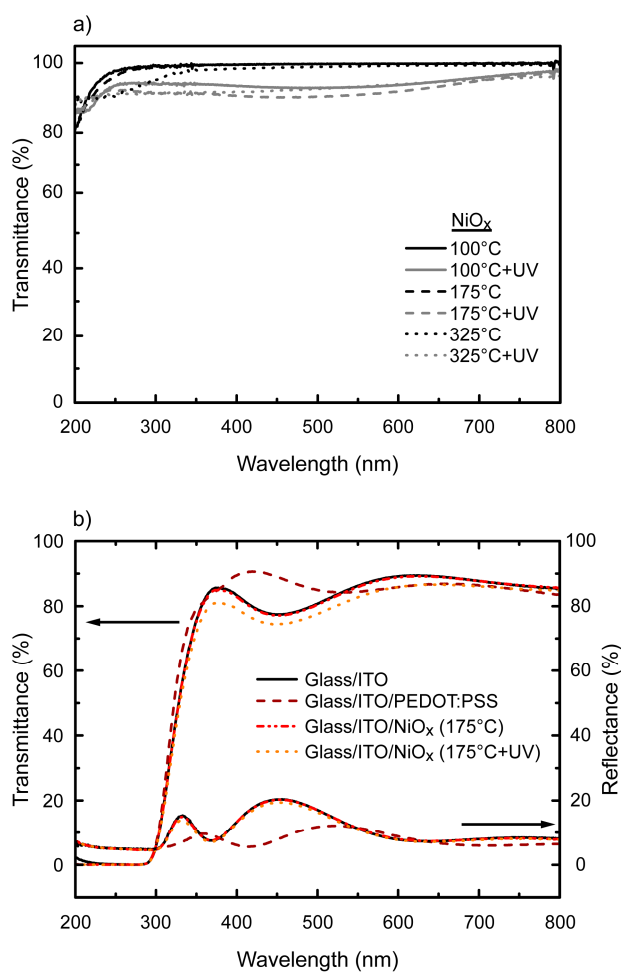 a)
100
80
60
40
20
0
Transmittance (%)
NiOx
100°C
100°C+UV
175°C
175°C+UV
325°C
325°C+UV
200 300 400 500 600 700 800
Wavelength (nm)
b)
100 100
80 80
60 60
40 40
20 20
0 0
Transmittance (%)
Reflectance (%)
Glass/ITO
Glass/ITO/PEDOT:PSS
Glass/ITO/NiOx (175°C)
Glass/ITO/NiOx (175°C+UV)
200 300 400 500 600 700 800
Wavelength (nm)